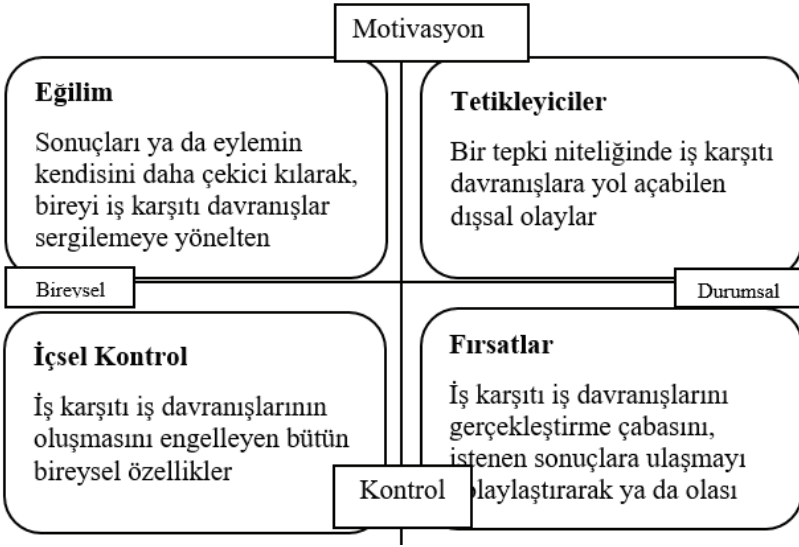 Motivasyon
Eğilim
Sonuçları ya da eylemin
kendisini daha çekici kılarak,
bireyi iş karşıtı davranışlar
sergilemeye yönelten
Tetikleyiciler
Bir tepki niteliğinde iş karşıtı
davranışlara yol açabilen
dışsal olaylar
Bireysel
Durumsal
İçsel Kontrol
İş karşıtı iş davranışlarının
oluşmasını engelleyen bütün
bireysel özellikler
Fırsatlar
İş karşıtı iş davranışlarını
gerçekleştirme çabasını,
istenen sonuçlara ulaşmayı
ya da olası
Kontrol